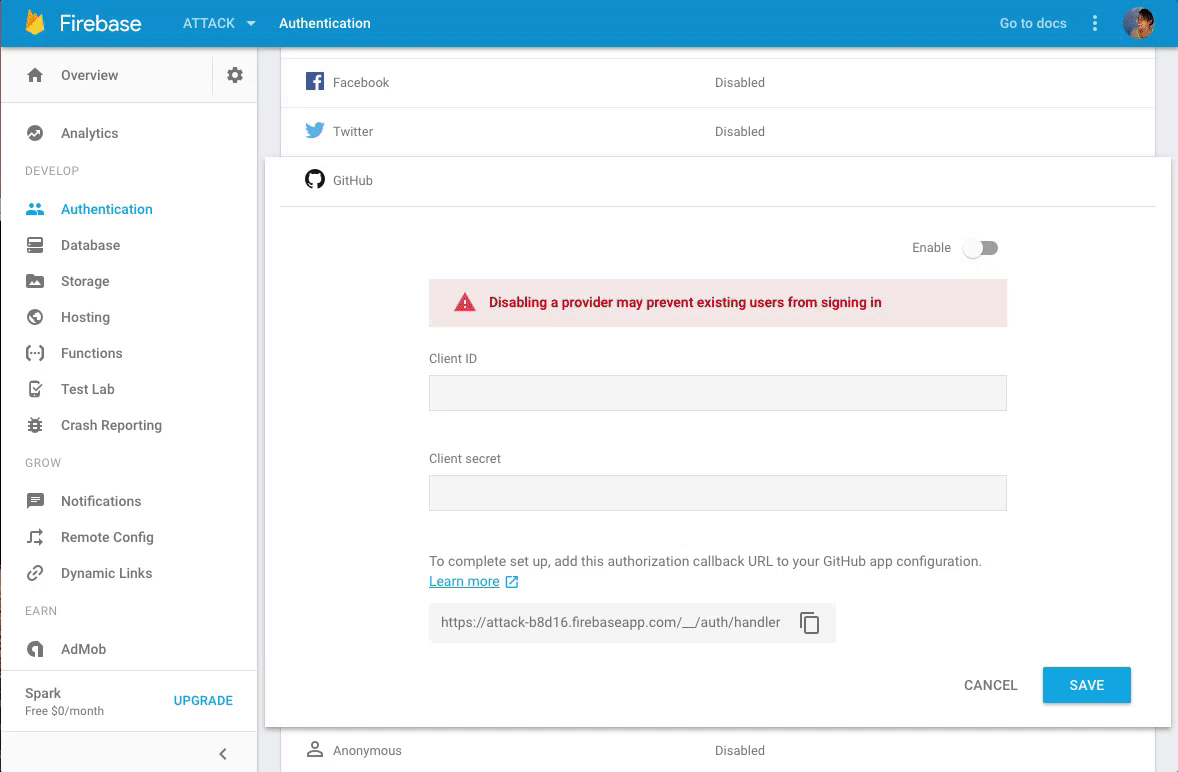 Firebase
ATTACK
Authentication
Go to docs
Overview
Analytics
DEVELOP
Authentication
Database
Storage
Hosting
Functions
Test Lab
Crash Reporting
GROW
Notifications
Remote Config
Dynamic Links
EARN
AdMob
Spark
Free $0/month
UPGRADE
Facebook
Disabled
Twitter
Disabled
GitHub
Enable
Disabling a provider may prevent existing users from signing in
Client ID
Client secret
To complete set up, add this authorization callback URL to your GitHub app configuration.
Learn more
https://attack-b8d16.firebaseapp.com/__/auth/handler
CANCEL
SAVE
Anonymous
Disabled